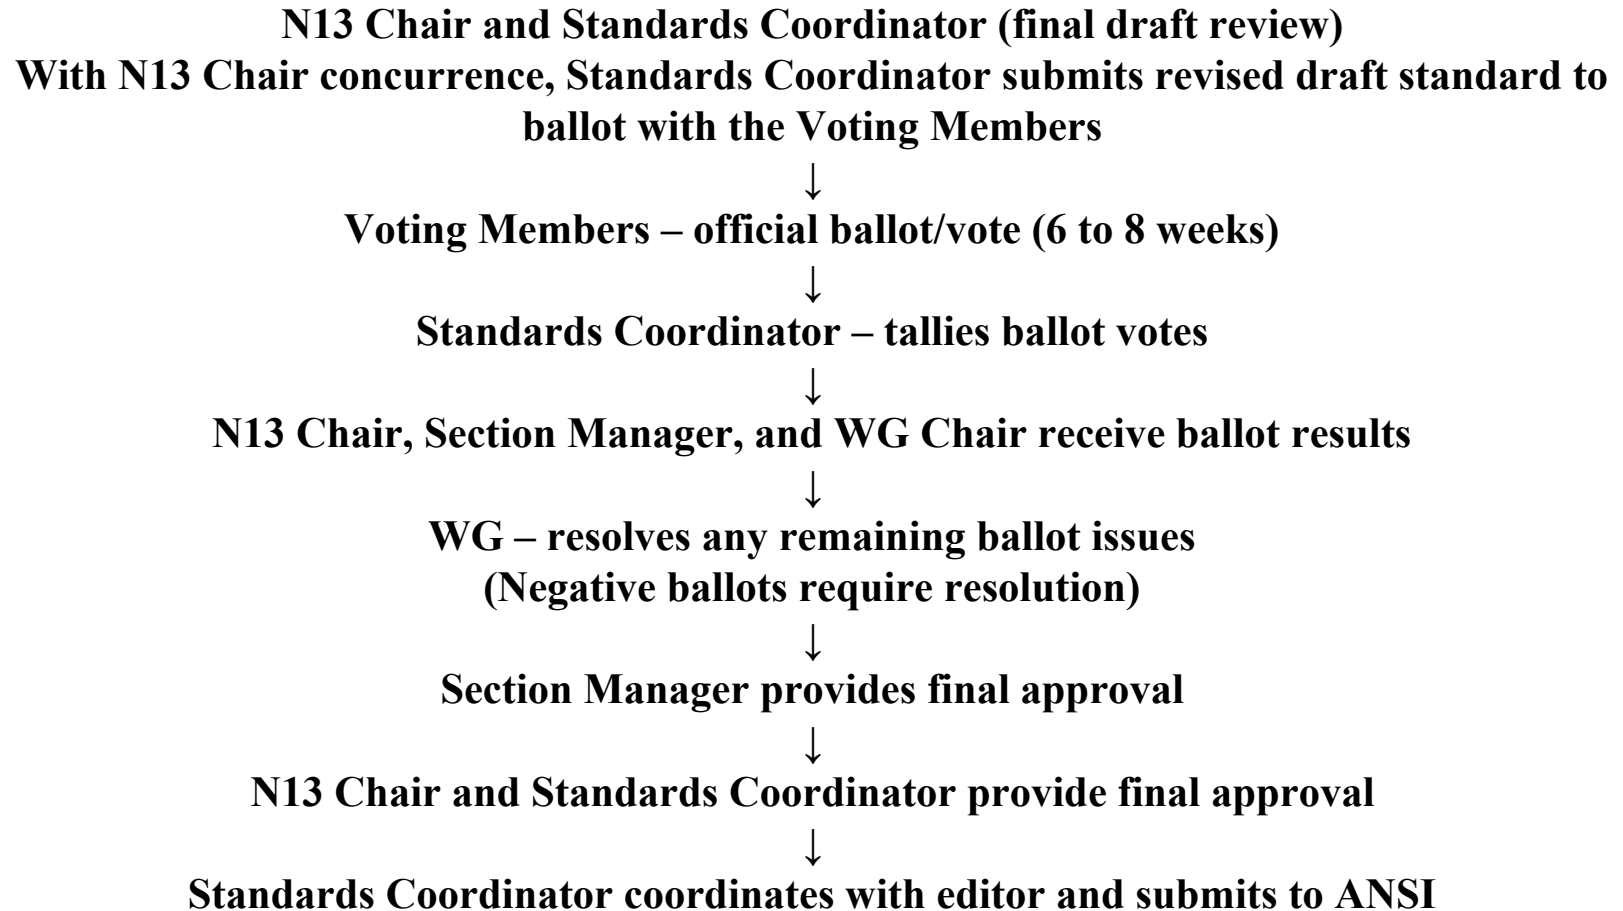 N13 Chair and Standards Coordinator (final draft review)
With N13 Chair concurrence, Standards Coordinator submits revised draft standard to
ballot with the Voting Members
↓
Voting Members – official ballot/vote (6 to 8 weeks)
↓
Standards Coordinator – tallies ballot votes
↓
N13 Chair, Section Manager, and WG Chair receive ballot results
↓
WG – resolves any remaining ballot issues
(Negative ballots require resolution)
↓
Section Manager provides final approval
↓
N13 Chair and Standards Coordinator provide final approval
↓
Standards Coordinator coordinates with editor and submits to ANSI